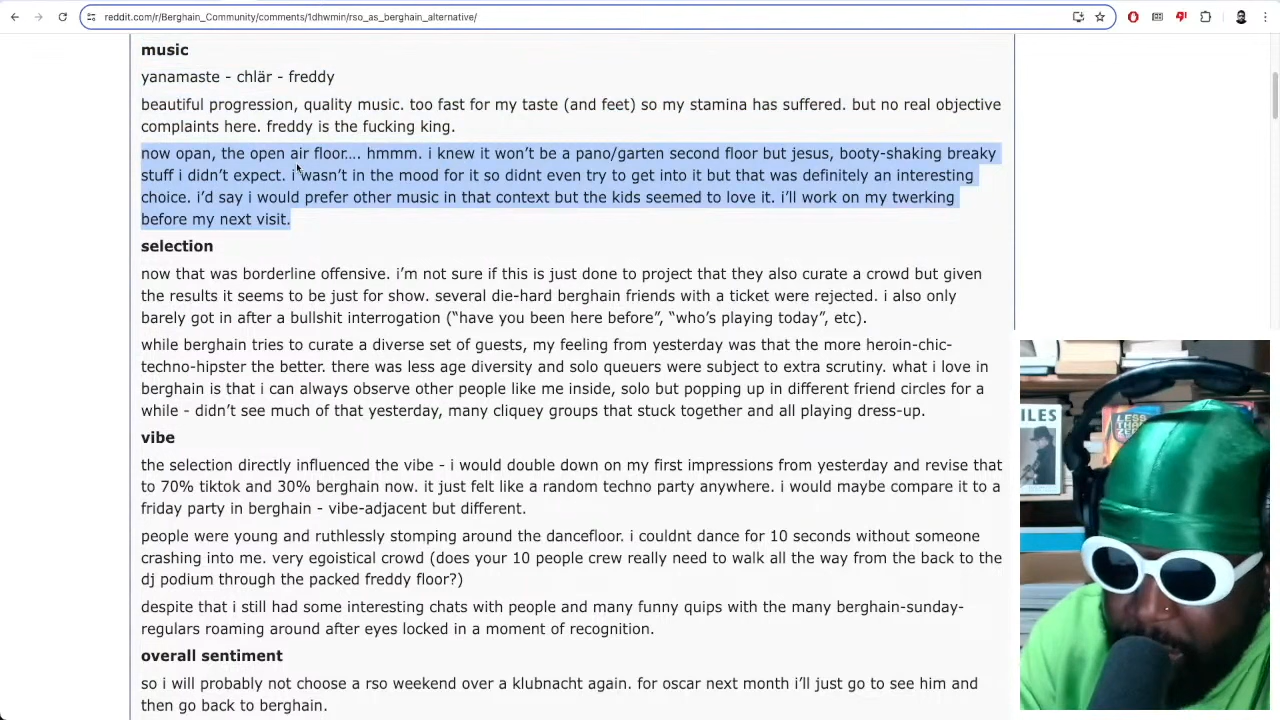 reddit.com/r/Berghain_Community/comments/1dhwmin/rso_as_berghain_alternative/
music
yanamaste - chlär - freddy
beautiful progression, quality music. too fast for my taste (and feet) so my stamina has suffered. but no real objective
complaints here. freddy is the fucking king.
now opan, the open air floor…. hmmm. i knew it won’t be a pano/garten second floor but jesus, booty-shaking breaky
stuff i didn’t expect. i wasn’t in the mood for it so didnt even try to get into it but that was definitely an interesting
choice. i’d say i would prefer other music in that context but the kids seemed to love it. i’ll work on my twerking
before my next visit.
selection
now that was borderline offensive. i’m not sure if this is just done to project that they also curate a crowd but given
the results it seems to be just for show. several die-hard berghain friends with a ticket were rejected. i also only
barely got in after a bullshit interrogation (“have you been here before”, “who’s playing today”, etc).
while berghain tries to curate a diverse set of guests, my feeling from yesterday was that the more heroin-chic-
techno-hipster the better. there was less age diversity and solo queuers were subject to extra scrutiny. what i love in
berghain is that i can always observe other people like me inside, solo but popping up in different friend circles for a
while - didn’t see much of that yesterday, many cliquey groups that stuck together and all playing dress-up.
vibe
the selection directly influenced the vibe - i would double down on my first impressions from yesterday and revise that
to 70% tiktok and 30% berghain now. it just felt like a random techno party anywhere. i would maybe compare it to a
friday party in berghain - vibe-adjacent but different.
people were young and ruthlessly stomping around the dancefloor. i couldnt dance for 10 seconds without someone
crashing into me. very egoistical crowd (does your 10 people crew really need to walk all the way from the back to the
dj podium through the packed freddy floor?)
despite that i still had some interesting chats with people and many funny quips with the many berghain-sunday-
regulars roaming around after eyes locked in a moment of recognition.
overall sentiment
so i will probably not choose a rso weekend over a klubnacht again. for oscar next month i’ll just go to see him and
then go back to berghain.
ILES
LESS
THAN
ZERO